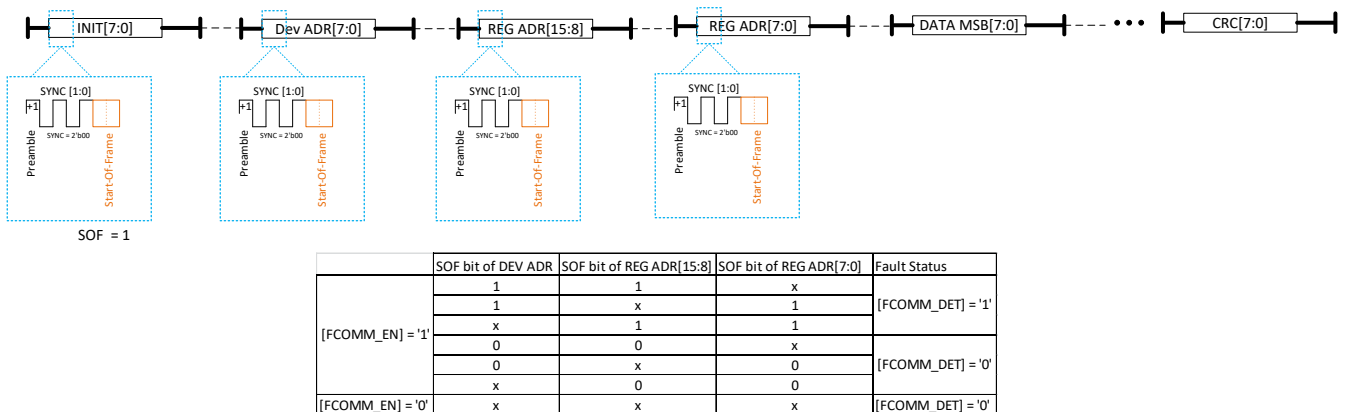 INIT[7:0] Dev ADR[7:0] REG ADR[15:8] REG ADR[7:0] DATA MSB[7:0] CRC[7:0]
SYNC [1:0] SYNC [1:0] SYNC [1:0] SYNC [1:0]
+1 +1 +1 +1
SYNC = 2'b00 SYNC = 2'b00 SYNC = 2'b00 SYNC = 2'b00
Preamble Start-Of-Frame Preamble Start-Of-Frame Preamble Start-Of-Frame Preamble Start-Of-Frame
SOF = 1
SOF bit of DEV ADR SOF bit of REG ADR[15:8] SOF bit of REG ADR[7:0] Fault Status
[FCOMM_EN] = '1' 1 1 x [FCOMM_DET] = '1'
1 x 1
x 1 1
0 0 x [FCOMM_DET] = '0'
0 x 0
x 0 0
[FCOMM_EN] = '0' x x x [FCOMM_DET] = '0'